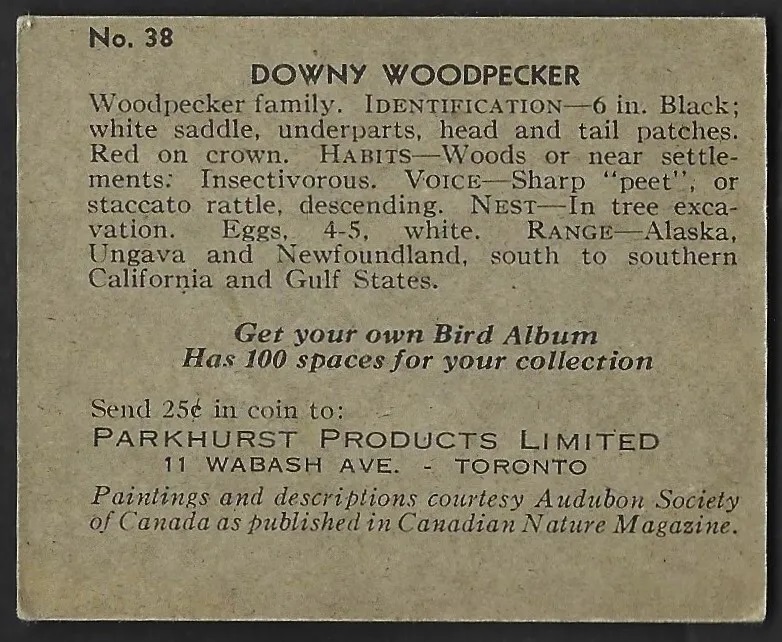 No. 38
DOWNY WOODPECKER
Woodpecker family. IDENTIFICATION—6 in. Black;
white saddle, underparts, head and tail patches.
Red on crown. HABITS—Woods or near settle-
ments: Insectivorous. VOICE—Sharp "peet", or
staccato rattle, descending. NEST—In tree exca-
vation. Eggs, 4-5, white. RANGE—Alaska,
Ungava and Newfoundland, south to southern
California and Gulf States.
Get your own Bird Album
Has 100 spaces for your collection
Send 25¢ in coin to:
PARKHURST PRODUCTS LIMITED
11 WABASH AVE. - TORONTO
Paintings and descriptions courtesy Audubon Society
of Canada as published in Canadian Nature Magazine.